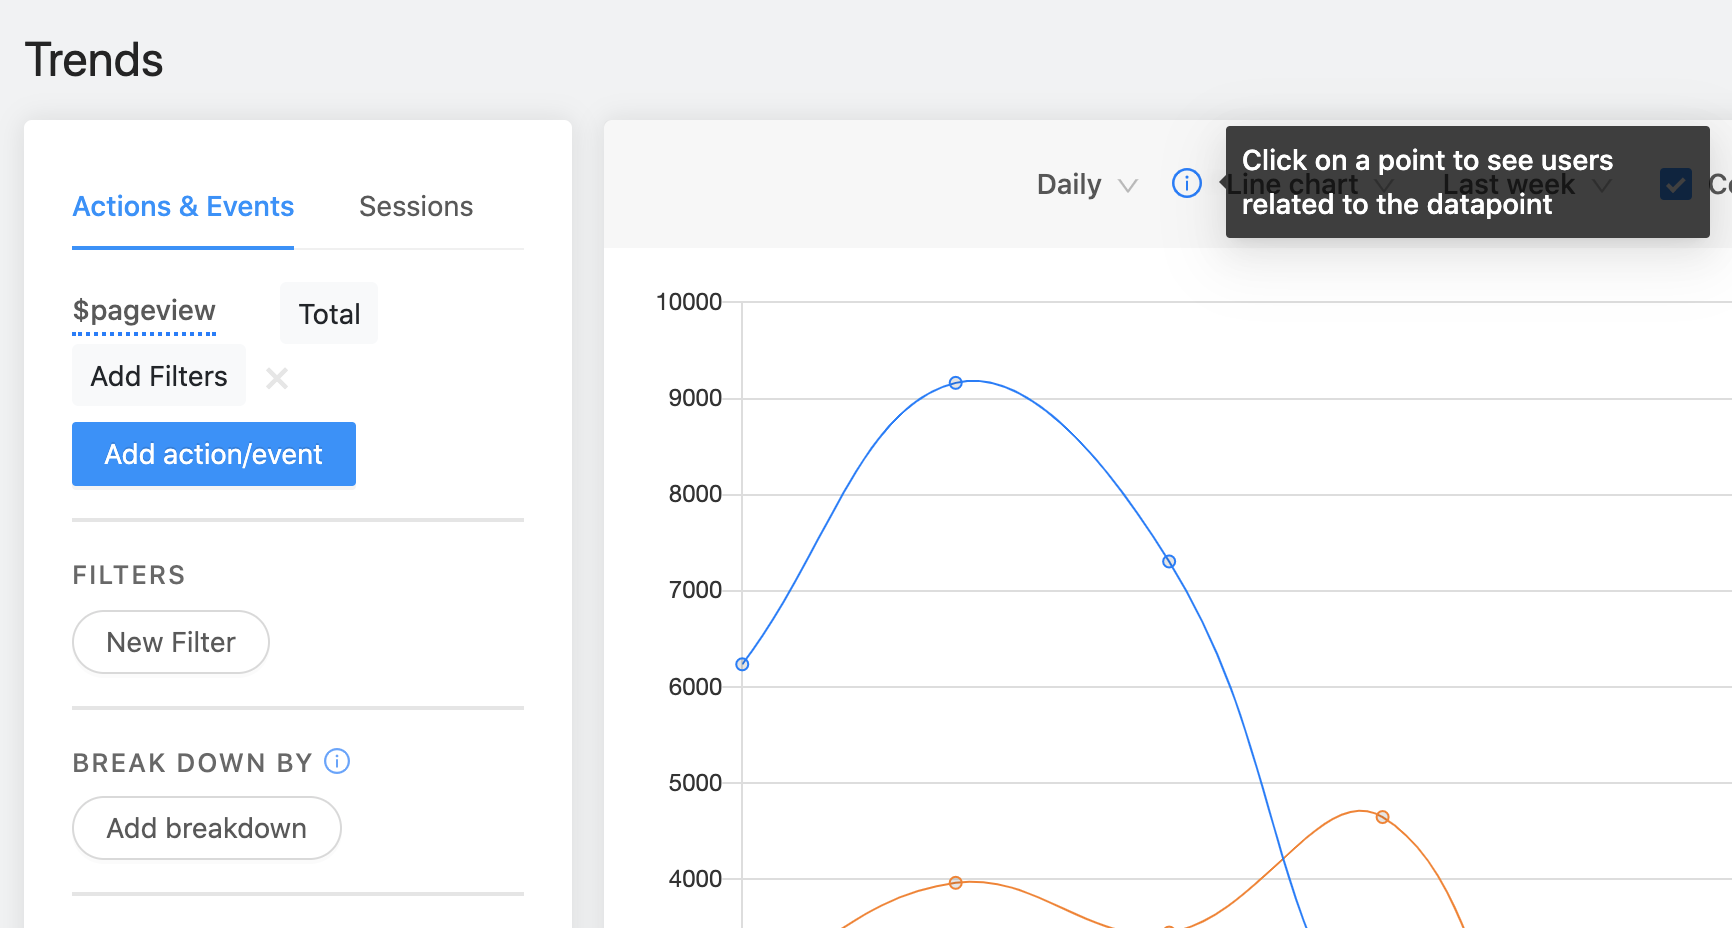 Trends
Actions & Events
Sessions
$pageview
Total
Add Filters
Add action/event
FILTERS
New Filter
BREAK DOWN BY
Add breakdown
Daily
Line chart
Last week
Click on a point to see users
related to the datapoint
10000
9000
8000
7000
6000
5000
4000